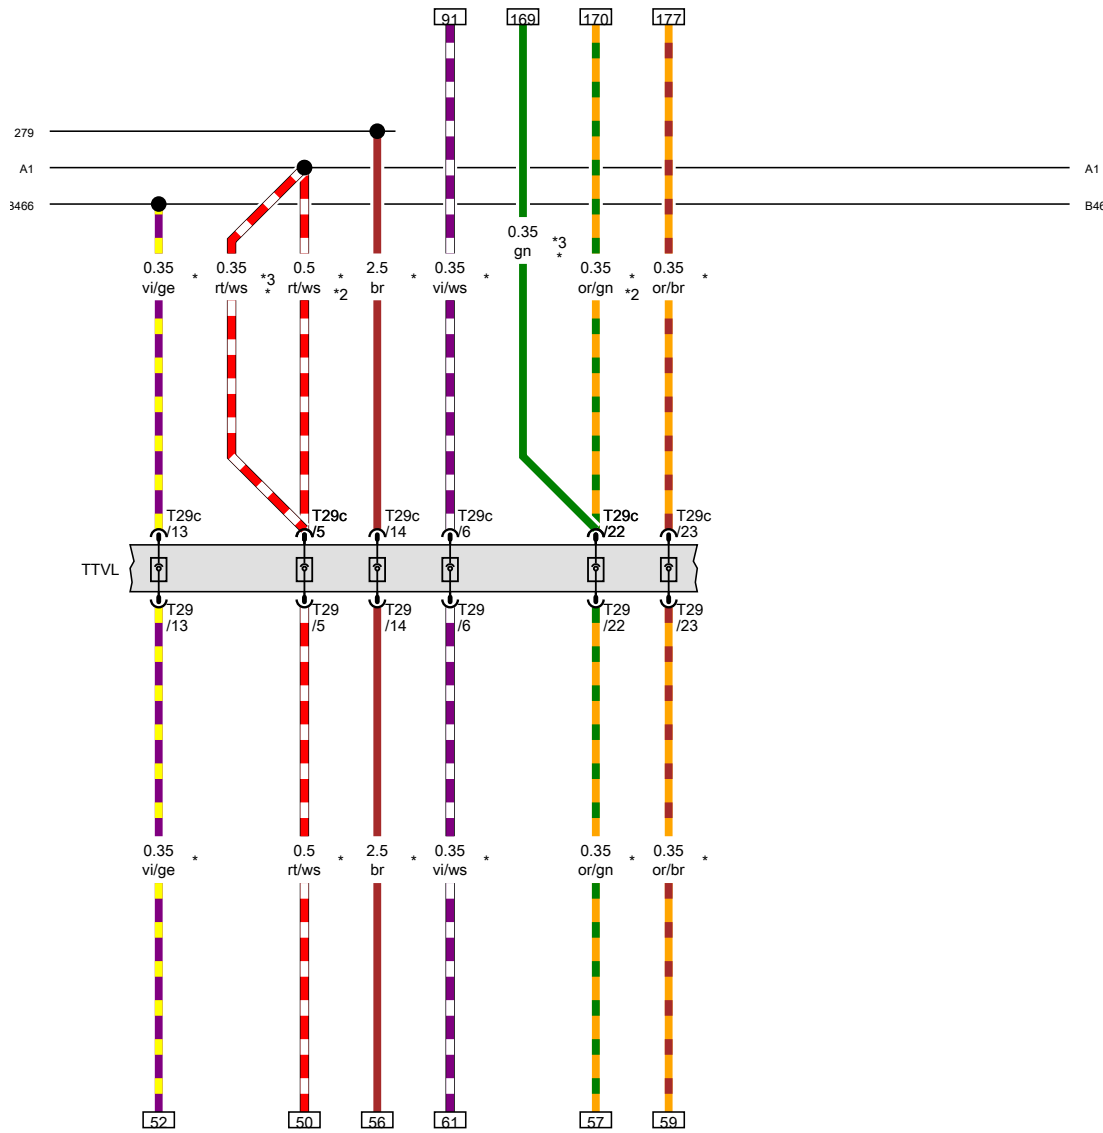 91 169 170 177
279
A1 A1
B466 B46
0.35 gn *3 *
0.35 vi/ge *
0.35 rt/ws *3 *
0.5 rt/ws * *2
2.5 br *
0.35 vi/ws *
0.35 or/gn * *2
0.35 or/br *
T29c /13
T29c /5
T29c /14
T29c /6
T29c /22
T29c /23
TTVL
T29 /13
T29 /5
T29 /14
T29 /6
T29 /22
T29 /23
0.35 vi/ge *
0.5 rt/ws *
2.5 br *
0.35 vi/ws *
0.35 or/gn *
0.35 or/br *
52 50 56 61 57 59